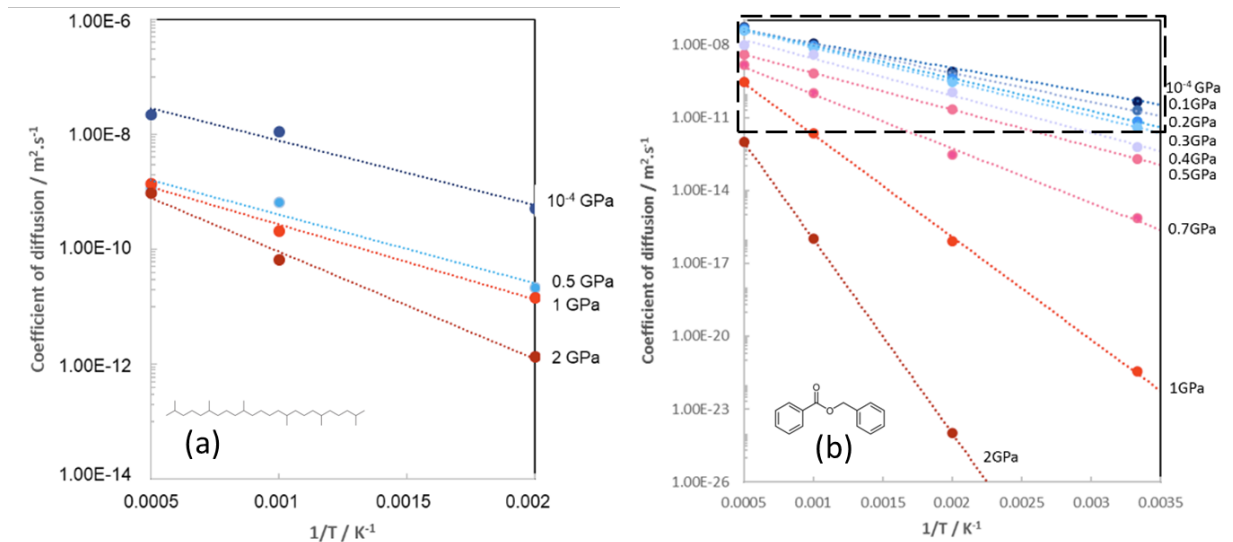 1.00E-6
1.00E-8
1.00E-10
1.00E-12
1.00E-14
Coefficient of diffusion / m².s⁻¹
10⁻⁴ GPa
0.5 GPa
1 GPa
2 GPa
(a)
0.0005
0.001
0.0015
0.002
1/T / K⁻¹
1.00E-08
1.00E-11
1.00E-14
1.00E-17
1.00E-20
1.00E-23
1.00E-26
Coefficient of diffusion / m².s⁻¹
10⁻⁴ GPa
0.1GPa
0.2GPa
0.3GPa
0.4GPa
0.5GPa
0.7GPa
1GPa
2GPa
O
O
(b)
0.0005
0.001
0.0015
0.002
0.0025
0.003
0.0035
1/T / K⁻¹